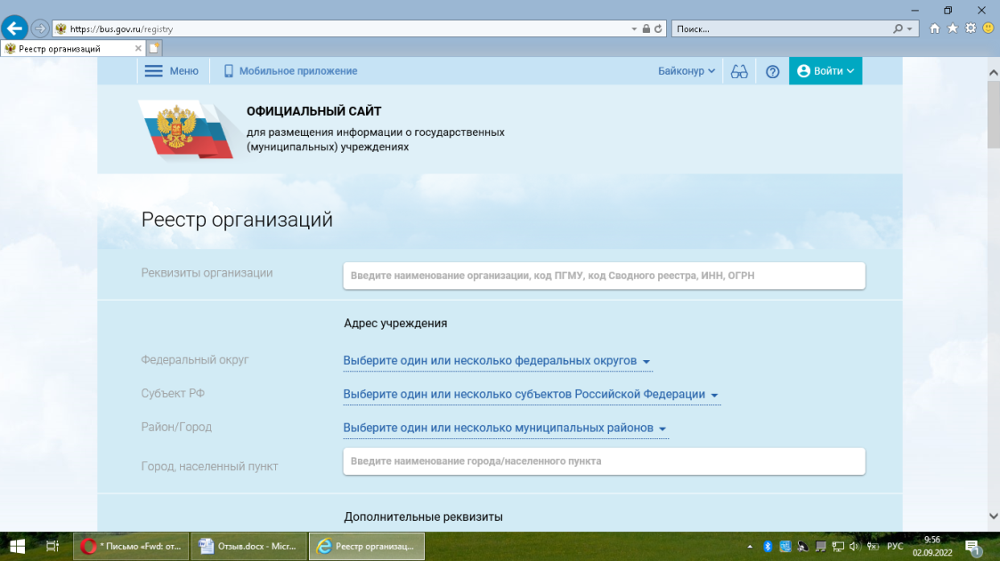 https://bus.gov.ru/registry
Поиск...
Реестр организаций
Меню
Мобильное приложение
Байконур
Войти
ОФИЦИАЛЬНЫЙ САЙТ
для размещения информации о государственных
(муниципальных) учреждениях
Реестр организаций
Реквизиты организации
Введите наименование организации, код ПГМУ, код Сводного реестра, ИНН, ОГРН
Адрес учреждения
Федеральный округ
Выберите один или несколько федеральных округов
Субъект РФ
Выберите один или несколько субъектов Российской Федерации
Район/Город
Выберите один или несколько муниципальных районов
Город, населенный пункт
Введите наименование города/населенного пункта
Дополнительные реквизиты
* Письмо «Fwd: от...
Отзыв.docx - Micr...
Реестр организац...
РУС
9:56
02.09.2022
1